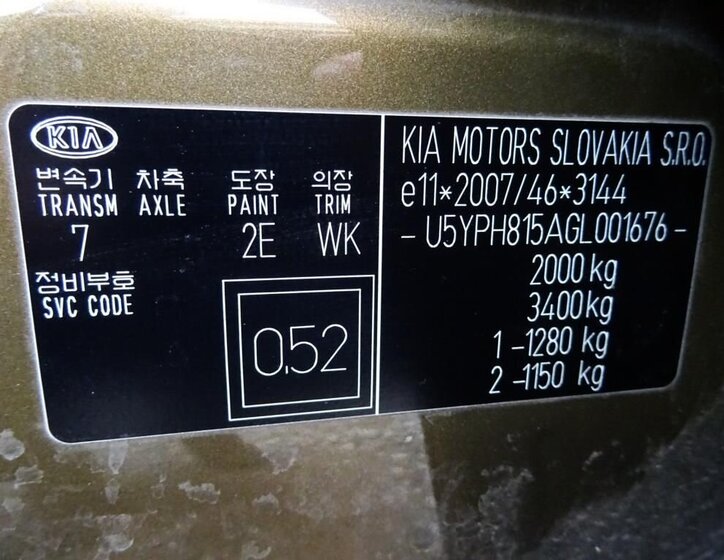 KIA
변속기 차축 도장 의장
TRANSM AXLE PAINT TRIM
7 2E WK
정비부호
SVC CODE
0.52
KIA MOTORS SLOVAKIA S.R.O.
e11*2007/46*3144
- U5YPH815AGL001676 -
2000 kg
3400 kg
1 -1280 kg
2 -1150 kg